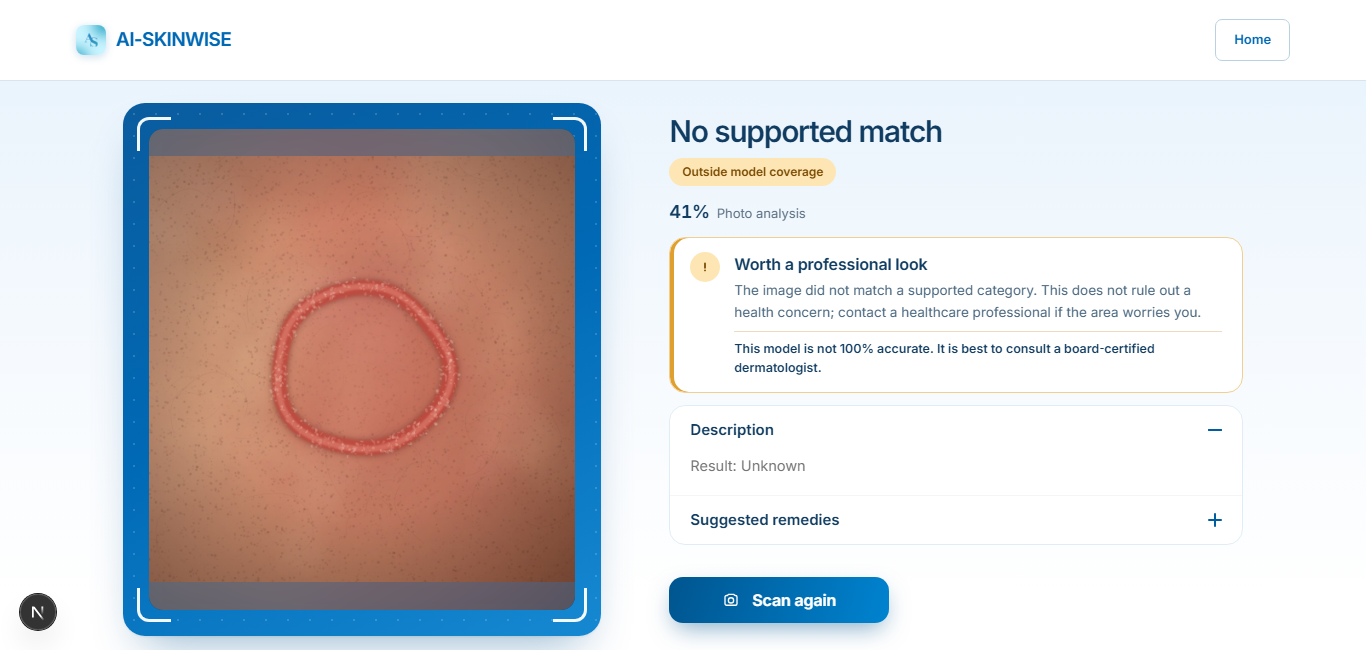 AI-SKINWISE
Home
No supported match
Outside model coverage
41% Photo analysis
!
Worth a professional look
The image did not match a supported category. This does not rule out a
health concern; contact a healthcare professional if the area worries you.
This model is not 100% accurate. It is best to consult a board-certified
dermatologist.
Description
Result: Unknown
Suggested remedies
Scan again
N